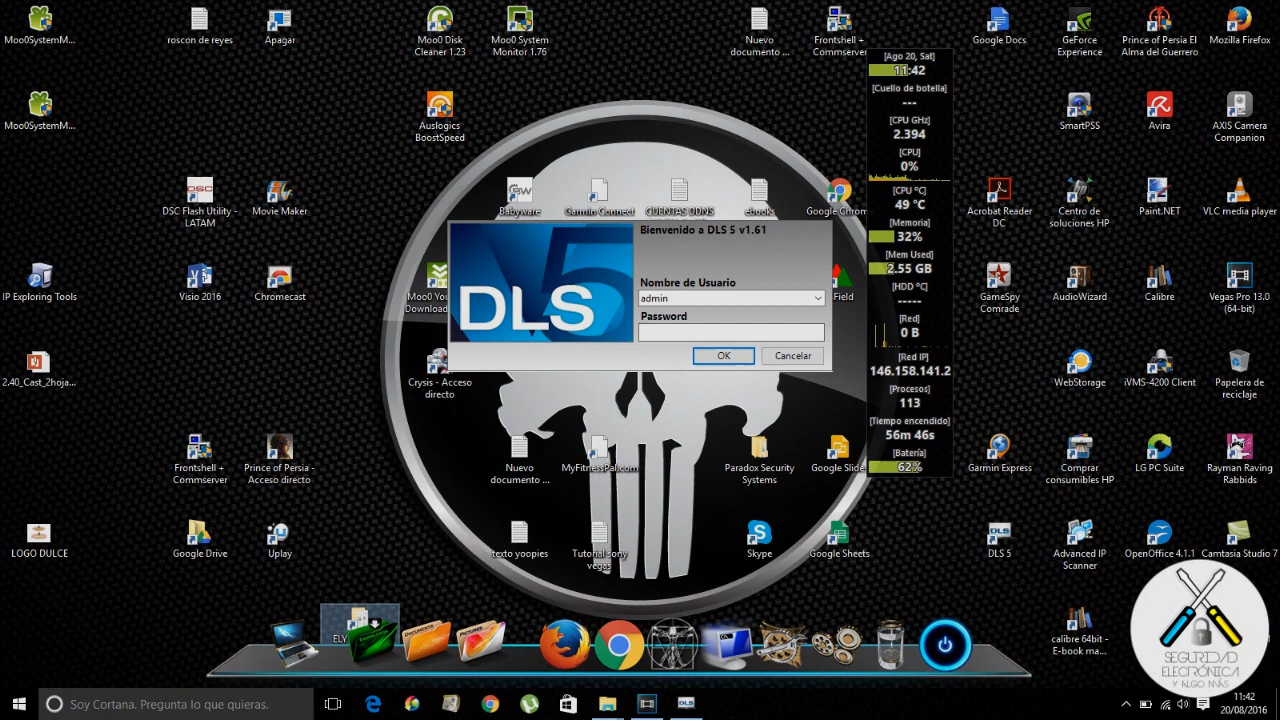 Moo0SystemM...
roscon de reyes
Apagar
Moo0 Disk
Cleaner 1.23
Moo0 System
Monitor 1.76
Nuevo
documento ...
Frontshell +
Commserver
Google Docs
GeForce
Experience
Prince of Persia El
Alma del Guerrero
Mozilla Firefox
[Ago 20, Sat]
11:42
[Cuello de botella]
---
[CPU GHz]
2.394
[CPU]
0%
[CPU ºC]
49 °C
[Memoria]
32%
[Mem Used]
2.55 GB
[HDD ºC]
-----
[Red]
0 B
[Red IP]
146.158.141.2
[Procesos]
113
[Tiempo encendido]
56m 46s
[Batería]
62%
Moo0SystemM...
Auslogics
BoostSpeed
SmartPSS
Avira
AXIS Camera
Companion
DSC
DSC Flash Utility -
LATAM
Movie Maker
BW
Babyware
Garmin Connect
CUENTAS DDNS
ebooks
Google Chrom
Acrobat Reader
DC
Centro de
soluciones HP
Paint.NET
VLC media player
Bienvenido a DLS 5 v1.61
5
DLS
Nombre de Usuario
admin
Password
OK
Cancelar
IP Exploring Tools
Visio 2016
Chromecast
Moo0 You
Download
Field
GameSpy
Comrade
AudioWizard
Calibre
Vegas Pro 13.0
(64-bit)
2.40_Cast_2hoja...
Crysis - Acceso
directo
WebStorage
iVMS-4200 Client
Papelera de
reciclaje
Frontshell +
Commserver
Prince of Persia -
Acceso directo
Nuevo
documento ...
MyFitnessPal.com
Paradox Security
Systems
Google Slide
Garmin Express
Comprar
consumibles HP
LG PC Suite
Rayman Raving
Rabbids
LOGO DULCE
Google Drive
Uplay
texto yoopies
Tutorial sony
vegas
Skype
Google Sheets
DLS
DLS 5
Advanced IP
Scanner
OpenOffice 4.1.1
Camtasia Studio 7
ELY
calibre 64bit -
E-book ma...
SEGURIDAD
ELECTRÓNICA
Y ALGO MÁS
Soy Cortana. Pregunta lo que quieras.
DLS
11:42
20/08/2016